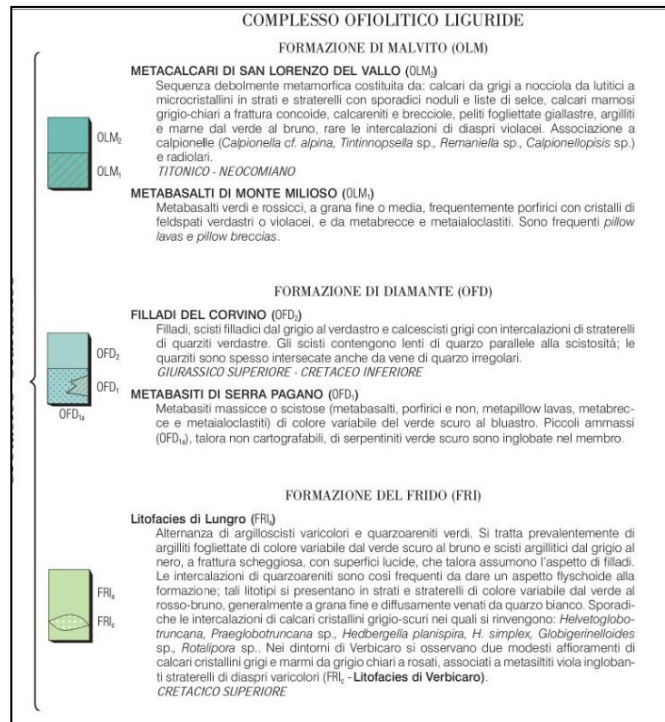 COMPLESSO OFIOLITICO LIGURIDE
FORMAZIONE DI MALVITO (OLM)
METACALCARI DI SAN LORENZO DEL VALLO (OLM₂)
Sequenza debolmente metamorfica costituita da: calcari da grigi a nocciola da lutitici a
microcristallini in strati e straterelli con sporadici noduli e liste di selce, calcari marnosi
grigio-chiari a frattura concoide, calcareniti e brecciole, peliti fogliettate giallastre, argilliti
e marne dal verde al bruno, rare le intercalazioni di diaspri violacei. Associazione a
calpionelle (Calpionella cf. alpina, Tintinnopsella sp., Remaniella sp., Calpionellopisis sp.)
e radiolari.
TITONICO - NEOCOMIANO
OLM₂
OLM₁
METABASALTI DI MONTE MILIOSO (OLM₁)
Metabasalti verdi e rossicci, a grana fine o media, frequentemente porfirici con cristalli di
feldspati verdastri o violacei, e da metabrecce e metaialoclastiti. Sono frequenti pillow
lavas e pillow breccias.
FORMAZIONE DI DIAMANTE (OFD)
FILLADI DEL CORVINO (OFD₂)
Filladi, scisti filladici dal grigio al verdastro e calcescisti grigi con intercalazioni di straterelli
di quarziti verdastre. Gli scisti contengono lenti di quarzo parallele alla scistosità; le
quarziti sono spesso intersecate anche da vene di quarzo irregolari.
GIURASSICO SUPERIORE - CRETACEO INFERIORE
OFD₂
OFD₁
OFD₁ₐ
METABASITI DI SERRA PAGANO (OFD₁)
Metabasiti massicce o scistose (metabasalti, porfirici e non, metapillow lavas, metabrec-
ce e metaialoclastiti) di colore variabile del verde scuro al bluastro. Piccoli ammassi
(OFD₁ₐ), talora non cartografabili, di serpentiniti verde scuro sono inglobate nel membro.
FORMAZIONE DEL FRIDO (FRI)
Litofacies di Lungro (FRIₐ)
Alternanza di argilloscisti varicolori e quarzoareniti verdi. Si tratta prevalentemente di
argilliti fogliettate di colore variabile dal verde scuro al bruno e scisti argillitici dal grigio al
nero, a frattura scheggiosa, con superfici lucide, che talora assumono l'aspetto di filladi.
Le intercalazioni di quarzoareniti sono così frequenti da dare un aspetto flyschoide alla
formazione; tali litotipi si presentano in strati e straterelli di colore variabile dal verde al
rosso-bruno, generalmente a grana fine e diffusamente venati da quarzo bianco. Sporadi-
che le intercalazioni di calcari cristallini grigio-scuri nei quali si rinvengono: Helvetoglobo-
truncana, Praeglobotruncana sp., Hedbergella planispira, H. simplex, Globigerinelloides
sp., Rotalipora sp.. Nei dintorni di Verbicaro si osservano due modesti affioramenti di
calcari cristallini grigi e marmi da grigio chiari a rosati, associati a metasiltiti viola ingloban-
ti straterelli di diaspri varicolori (FRI꜀ - Litofacies di Verbicaro).
CRETACICO SUPERIORE
FRIₐ
FRI꜀